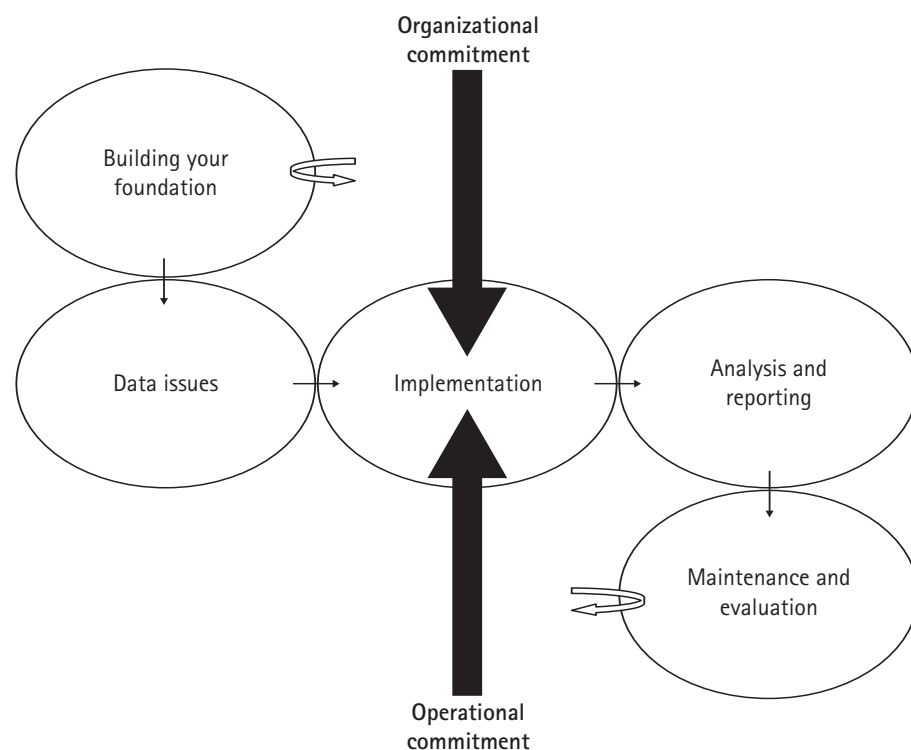 Organizational
commitment
Building your
foundation
Data issues
Implementation
Analysis and
reporting
Maintenance and
evaluation
Operational
commitment